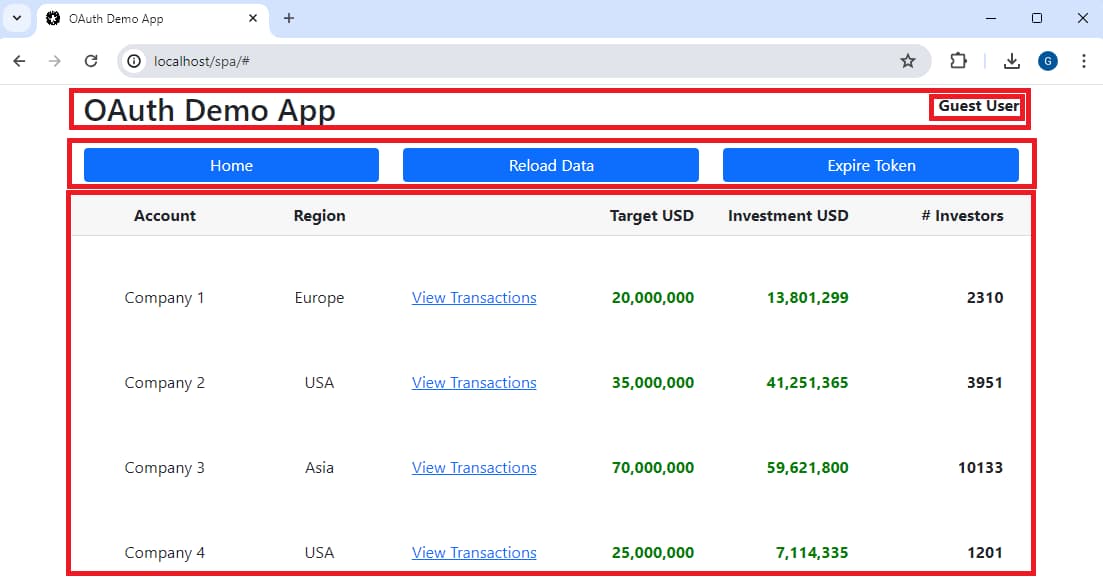 OAuth Demo App
localhost/spa/#
G
OAuth Demo App
Guest User
Home Reload Data Expire Token
Account Region Target USD Investment USD # Investors
Company 1 Europe View Transactions 20,000,000 13,801,299 2310
Company 2 USA View Transactions 35,000,000 41,251,365 3951
Company 3 Asia View Transactions 70,000,000 59,621,800 10133
Company 4 USA View Transactions 25,000,000 7,114,335 1201